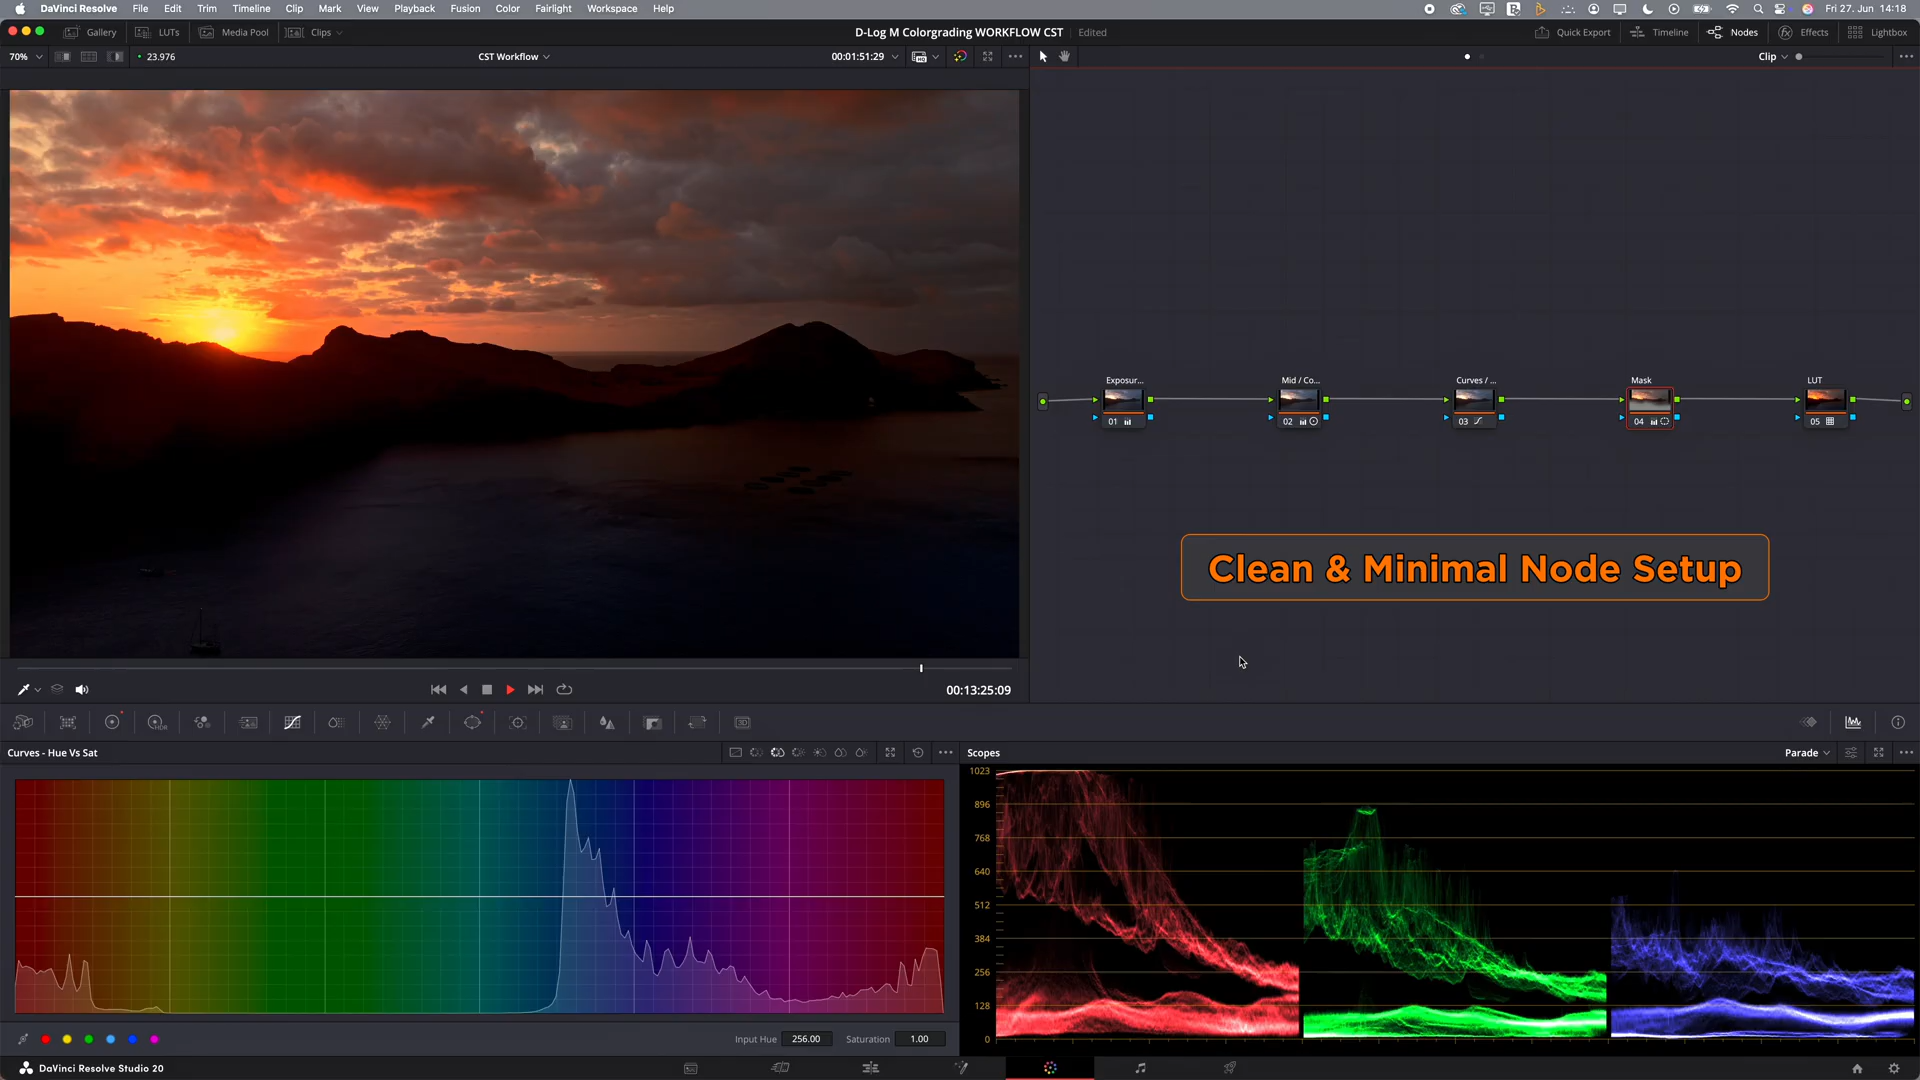 DaVinci Resolve File Edit Trim Timeline Clip Mark View Playback Fusion Color Fairlight Workspace Help Fri 27. Jun 14:18
Gallery LUTs Media Pool Clips D-Log M Colorgrading WORKFLOW CST Edited Quick Export Timeline Nodes Effects Lightbox
70% 23.976 CST Workflow 00:01:51:29 Clip
Exposur... Mid / Co... Curves / ... Mask LUT
01 02 03 04 05
Clean & Minimal Node Setup
00:13:25:09
HDR
3D
Curves - Hue Vs Sat
Scopes Parade
1023
896
768
640
512
384
256
128
0
Input Hue 256.00 Saturation 1.00
DaVinci Resolve Studio 20